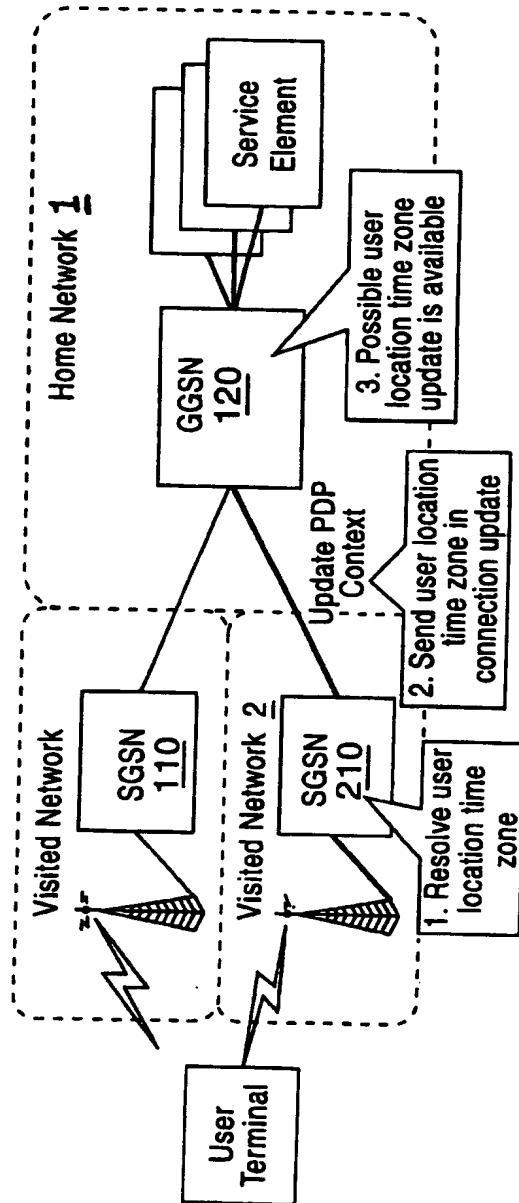 Home Network 1
Service
Element
GGSN
120
3. Possible user
location time zone
update is available
Update PDP
Context
2. Send user location
time zone in
connection update
Visited Network
SGSN
110
Visited Network 2
SGSN
210
1. Resolve user
location time
zone
User
Terminal